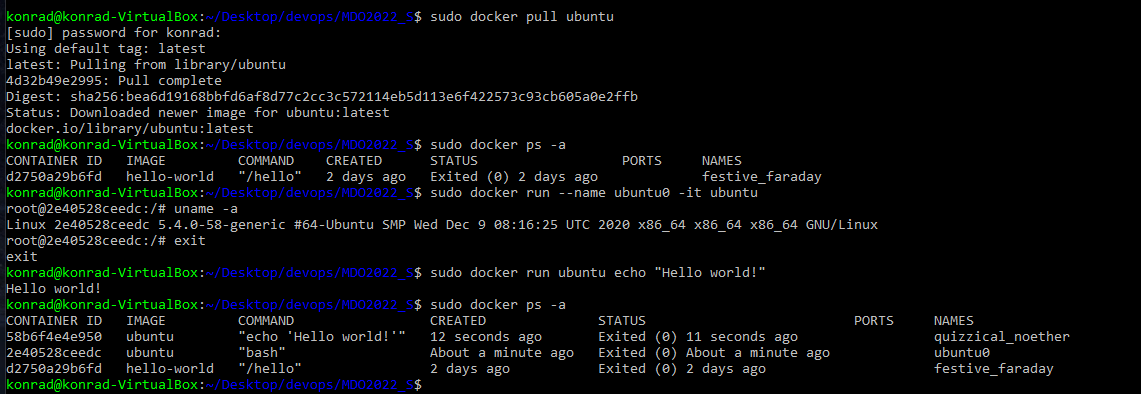 konrad@konrad-VirtualBox:~/Desktop/devops/MDO2022_S$ sudo docker pull ubuntu
[sudo] password for konrad:
Using default tag: latest
latest: Pulling from library/ubuntu
4d32b49e2995: Pull complete
Digest: sha256:bea6d19168bbfd6af8d77c2cc3c572114eb5d113e6f422573c93cb605a0e2ffb
Status: Downloaded newer image for ubuntu:latest
docker.io/library/ubuntu:latest
konrad@konrad-VirtualBox:~/Desktop/devops/MDO2022_S$ sudo docker ps -a
CONTAINER ID   IMAGE         COMMAND    CREATED      STATUS                  PORTS     NAMES
d2750a29b6fd   hello-world   "/hello"   2 days ago   Exited (0) 2 days ago             festive_faraday
konrad@konrad-VirtualBox:~/Desktop/devops/MDO2022_S$ sudo docker run --name ubuntu0 -it ubuntu
root@2e40528ceedc:/# uname -a
Linux 2e40528ceedc 5.4.0-58-generic #64-Ubuntu SMP Wed Dec 9 08:16:25 UTC 2020 x86_64 x86_64 x86_64 GNU/Linux
root@2e40528ceedc:/# exit
exit
konrad@konrad-VirtualBox:~/Desktop/devops/MDO2022_S$ sudo docker run ubuntu echo "Hello world!"
Hello world!
konrad@konrad-VirtualBox:~/Desktop/devops/MDO2022_S$ sudo docker ps -a
CONTAINER ID   IMAGE         COMMAND                 CREATED              STATUS                          PORTS     NAMES
58b6f4e4e950   ubuntu        "echo 'Hello world!'"   12 seconds ago       Exited (0) 11 seconds ago                 quizzical_noether
2e40528ceedc   ubuntu        "bash"                  About a minute ago   Exited (0) About a minute ago             ubuntu0
d2750a29b6fd   hello-world   "/hello"                2 days ago           Exited (0) 2 days ago                     festive_faraday
konrad@konrad-VirtualBox:~/Desktop/devops/MDO2022_S$